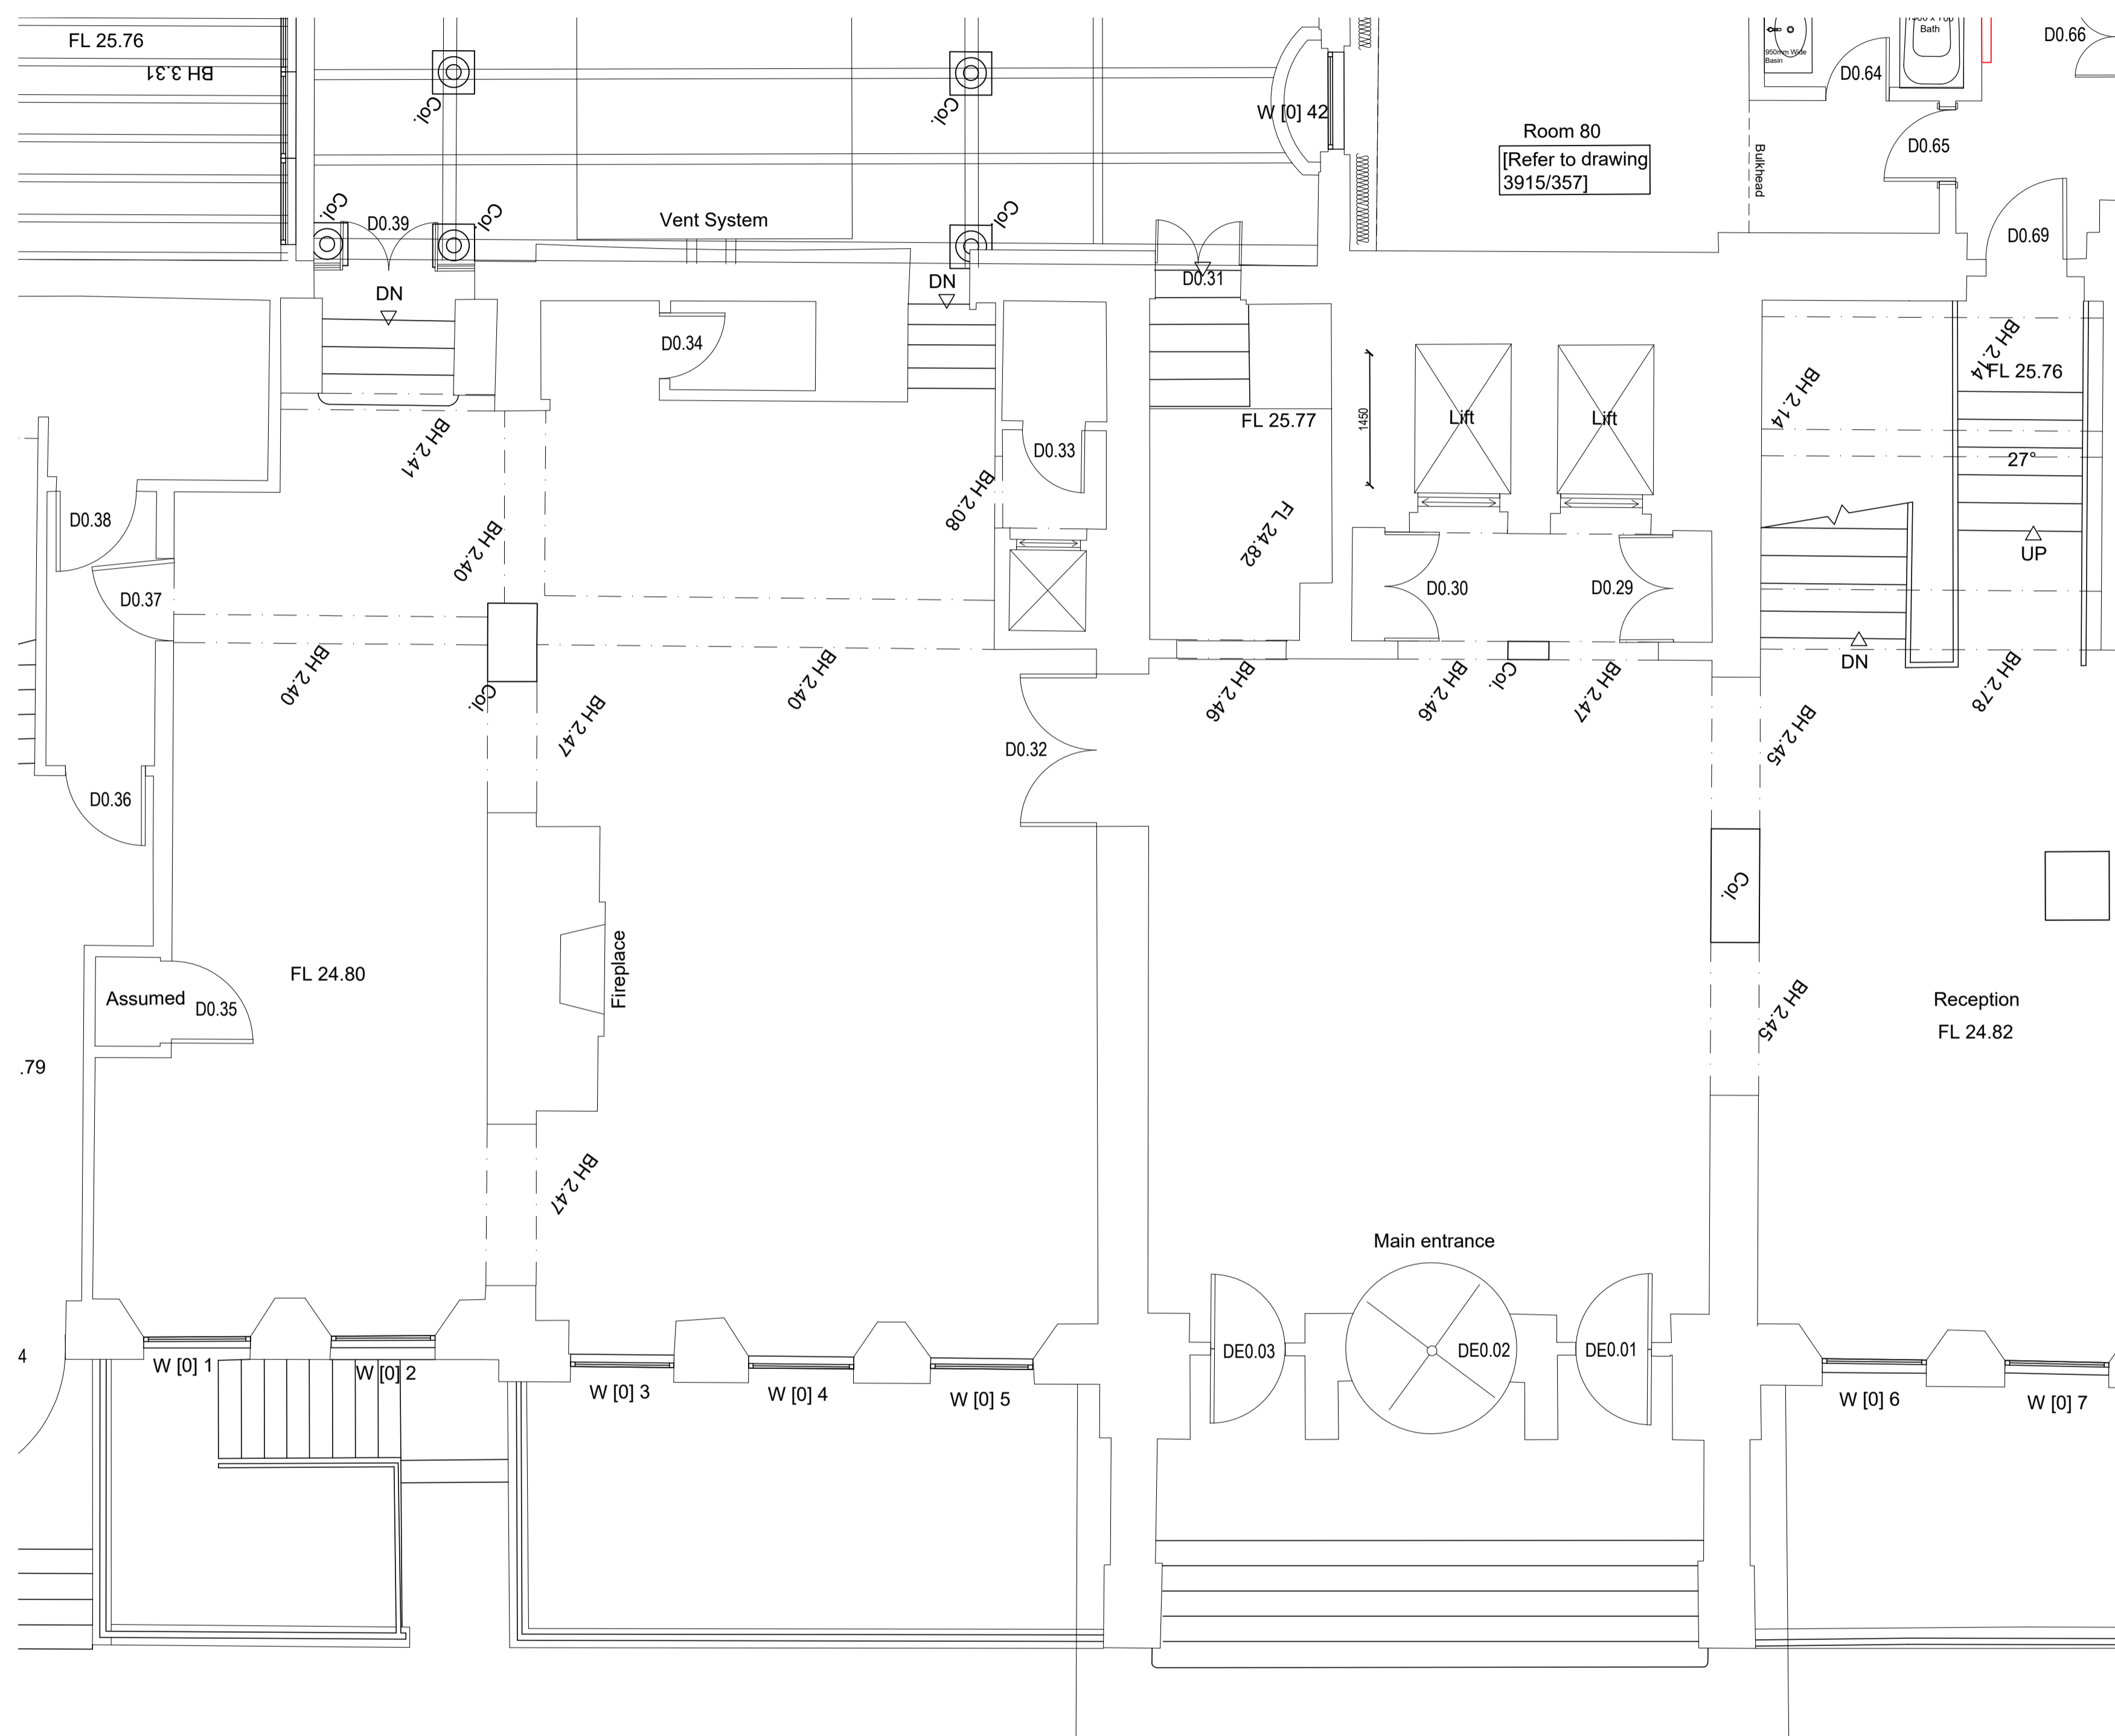 FL 25.76
BH 3.31
Col.
Col.
W [0] 42
Room 80
[Refer to drawing
3915/357]
950mm Wide
Basin
Bath
D0.64
D0.66
D0.65
Bulkhead
D0.69
Col.
D0.39
Col.
Vent System
Col.
DN
DN
D0.31
D0.34
BH 2.14
FL 25.76
BH 2.14
1450
Lift
Lift
FL 25.77
BH 2.41
D0.33
27°
BH 2.08
D0.38
BH 2.40
FL 24.82
UP
D0.37
D0.30
D0.29
DN
BH 2.40
Col.
BH 2.47
BH 2.40
BH 2.46
BH 2.46
Col.
BH 2.47
BH 2.45
BH 2.78
D0.32
D0.36
Col.
FL 24.80
Fireplace
Assumed
D0.35
BH 2.45
Reception
FL 24.82
.79
BH 2.47
Main entrance
4
W [0] 1
W [0] 2
W [0] 3
W [0] 4
W [0] 5
DE0.03
DE0.02
DE0.01
W [0] 6
W [0] 7